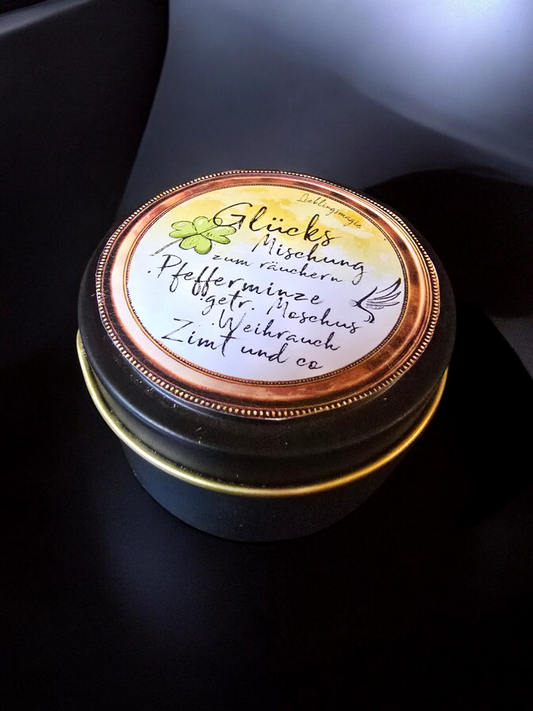 Lieblingsmagie
Glücks
Mischung
zum räuchern
Pfefferminze
getr. Moschus
Weihrauch
Zimt und co